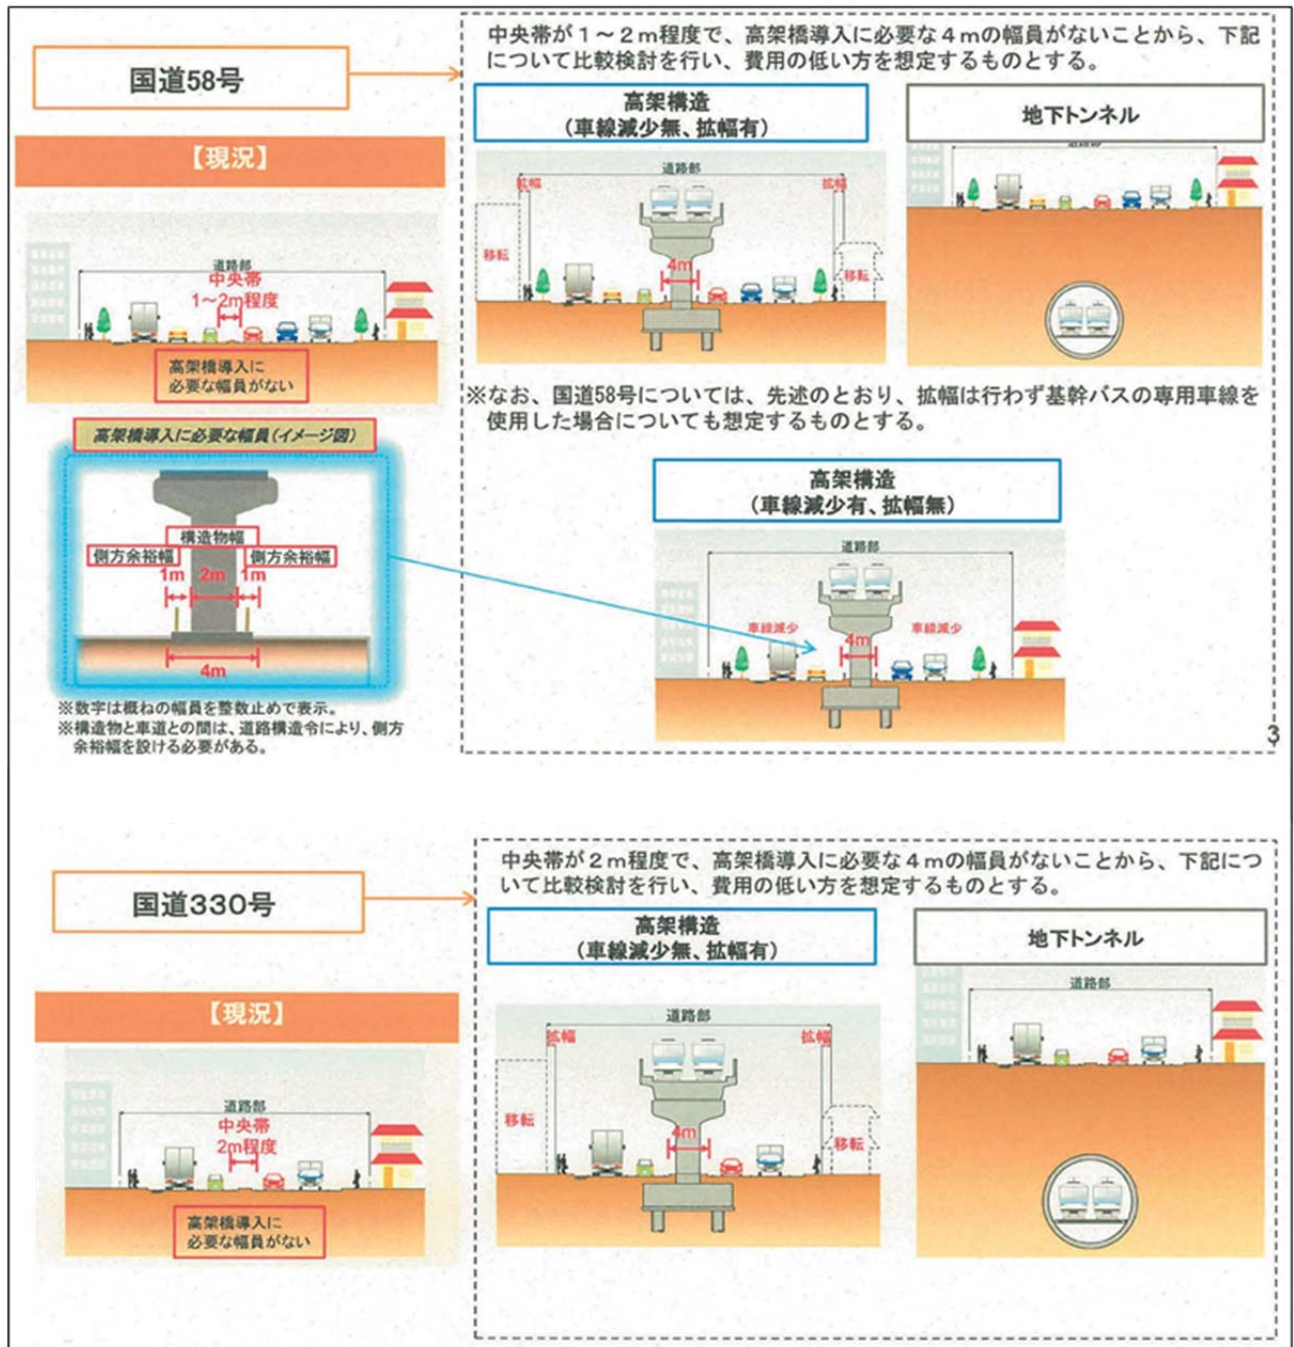 国道58号
【現況】
道路部
中央帯
1～2m程度
高架橋導入に
必要な幅員がない
高架橋導入に必要な幅員(イメージ図)
構造物幅
側方余裕幅
側方余裕幅
1m
2m
1m
4m
※数字は概ねの幅員を整数止めで表示。
※構造物と車道との間は、道路構造令により、側方
余裕幅を設ける必要がある。
中央帯が１～２ｍ程度で、高架橋導入に必要な４ｍの幅員がないことから、下記
について比較検討を行い、費用の低い方を想定するものとする。
高架構造
(車線減少無、拡幅有)
道路部
拡幅
拡幅
移転
4m
移転
地下トンネル
道路部
※なお、国道58号については、先述のとおり、拡幅は行わず基幹バスの専用車線を
使用した場合についても想定するものとする。
高架構造
(車線減少有、拡幅無)
道路部
車線減少
4m
車線減少
3
国道330号
【現況】
道路部
中央帯
2m程度
高架橋導入に
必要な幅員がない
中央帯が２ｍ程度で、高架橋導入に必要な４ｍの幅員がないことから、下記につ
いて比較検討を行い、費用の低い方を想定するものとする。
高架構造
(車線減少無、拡幅有)
道路部
拡幅
拡幅
移転
4m
移転
地下トンネル
道路部